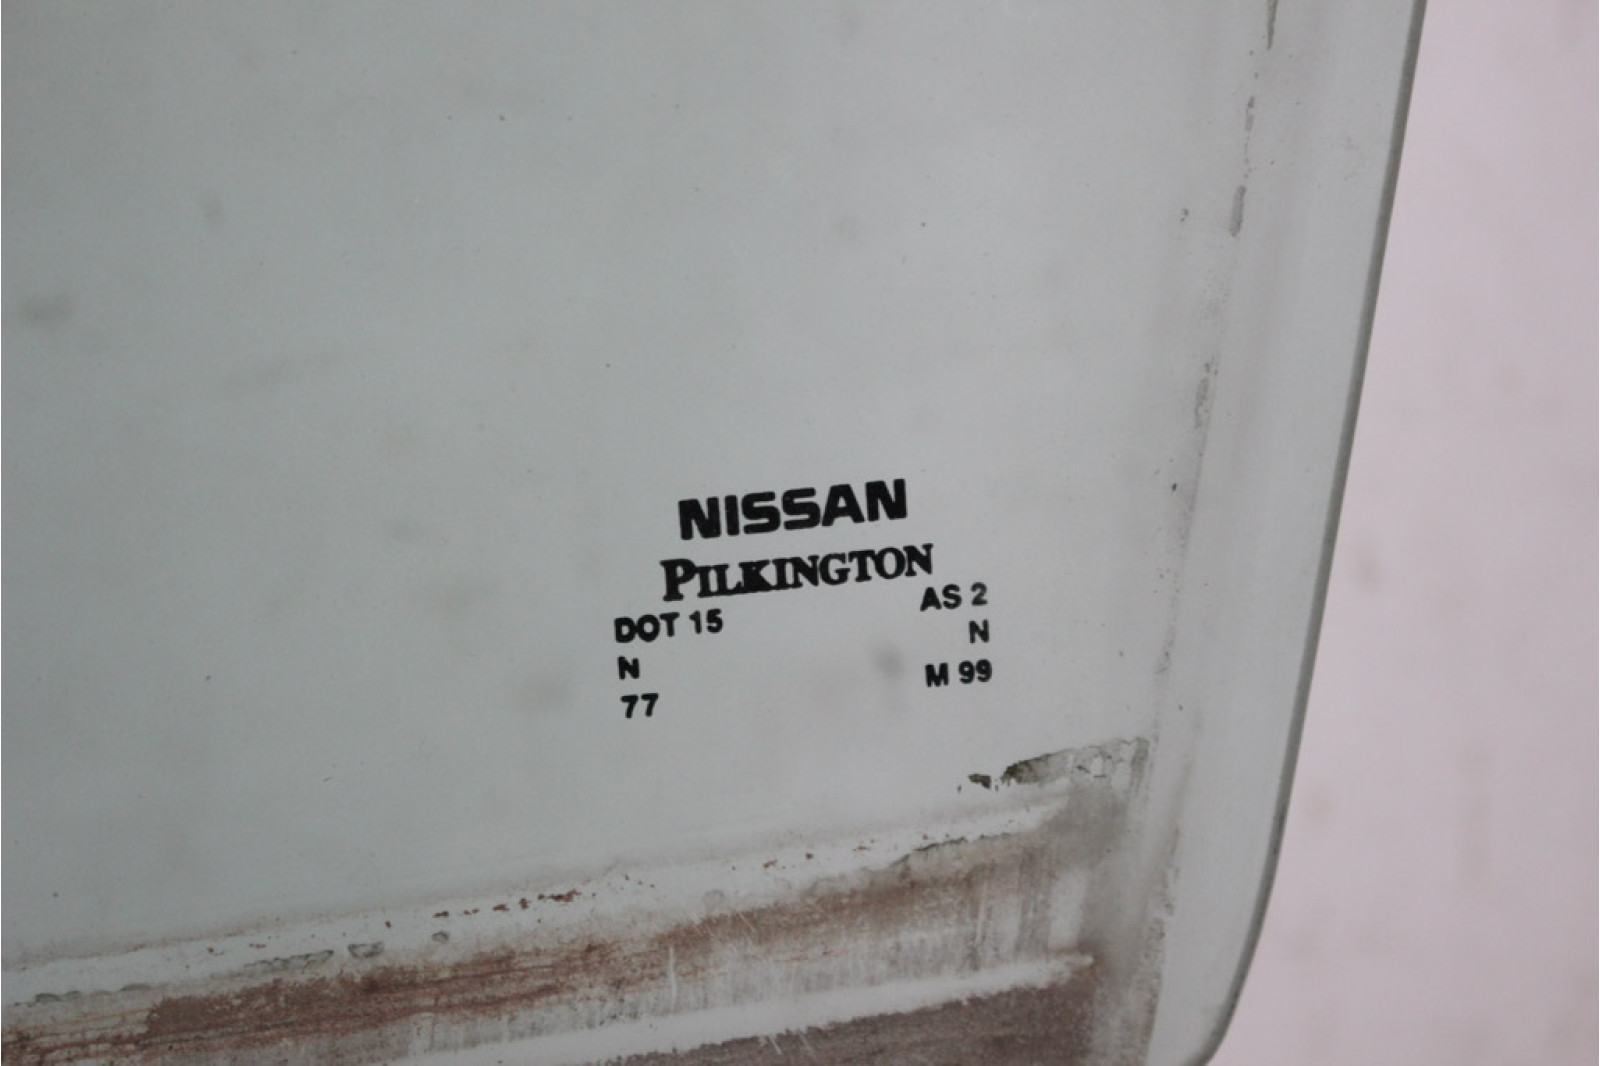 NISSAN
PILKINGTON
DOT 15 AS 2
N N
77 M 99